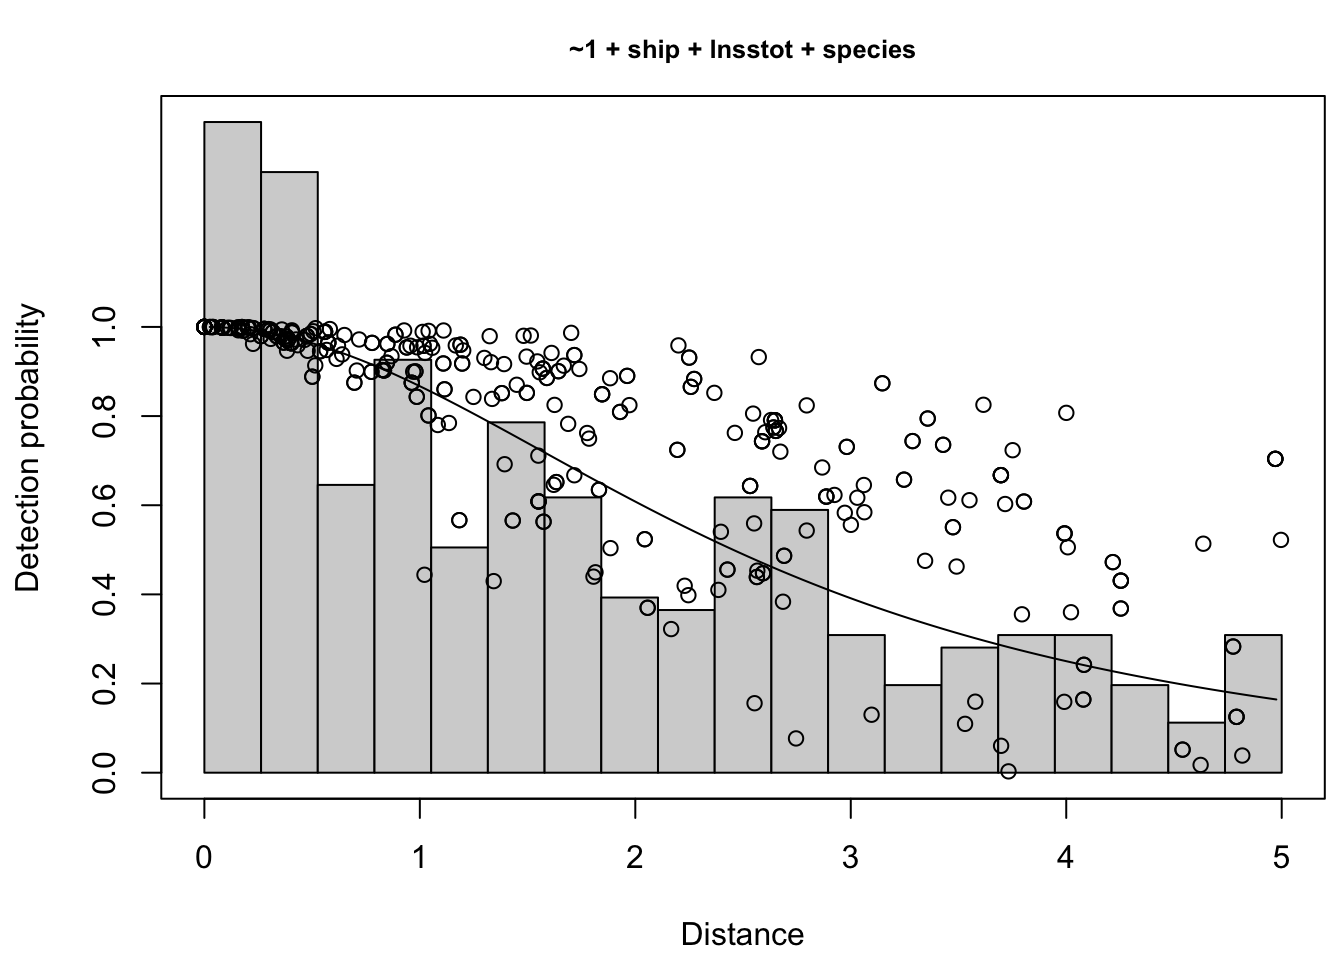 ~1 + ship + lnsstot + species
Detection probability
1.0
0.8
0.6
0.4
0.2
0.0
0 1 2 3 4 5
Distance